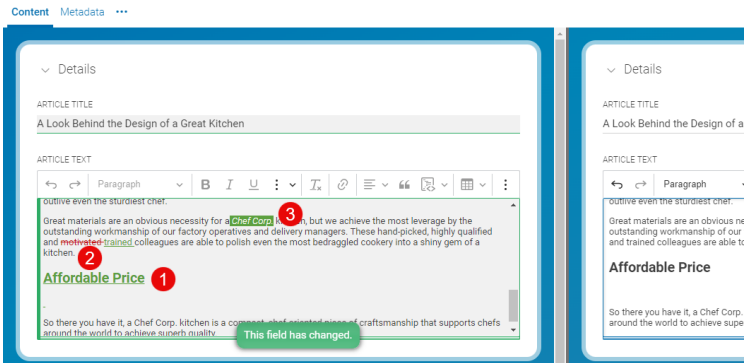 Content Metadata ...
Details
ARTICLE TITLE
A Look Behind the Design of a Great Kitchen
ARTICLE TEXT
Paragraph B I U Tx
outlive even the sturdiest chef.
Great materials are an obvious necessity for a Chef Corp. but we achieve the most leverage by the
outstanding workmanship of our factory operatives and delivery managers. These hand-picked, highly qualified
and motivated trained colleagues are able to polish even the most bedraggled cookery into a shiny gem of a
kitchen.
3
2
Affordable Price
1
So there you have it, a Chef Corp. kitchen is a compact, chef-oriented piece of craftsmanship that supports chefs
around the world to achieve superb quality
This field has changed.
Details
ARTICLE TITLE
A Look Behind the Design of a
ARTICLE TEXT
Paragraph
outlive even the sturdiest chef.
Great materials are an obvious ne
outstanding workmanship of our
and trained colleagues are able to
Affordable Price
So there you have it, a Chef Corp.
around the world to achieve supe